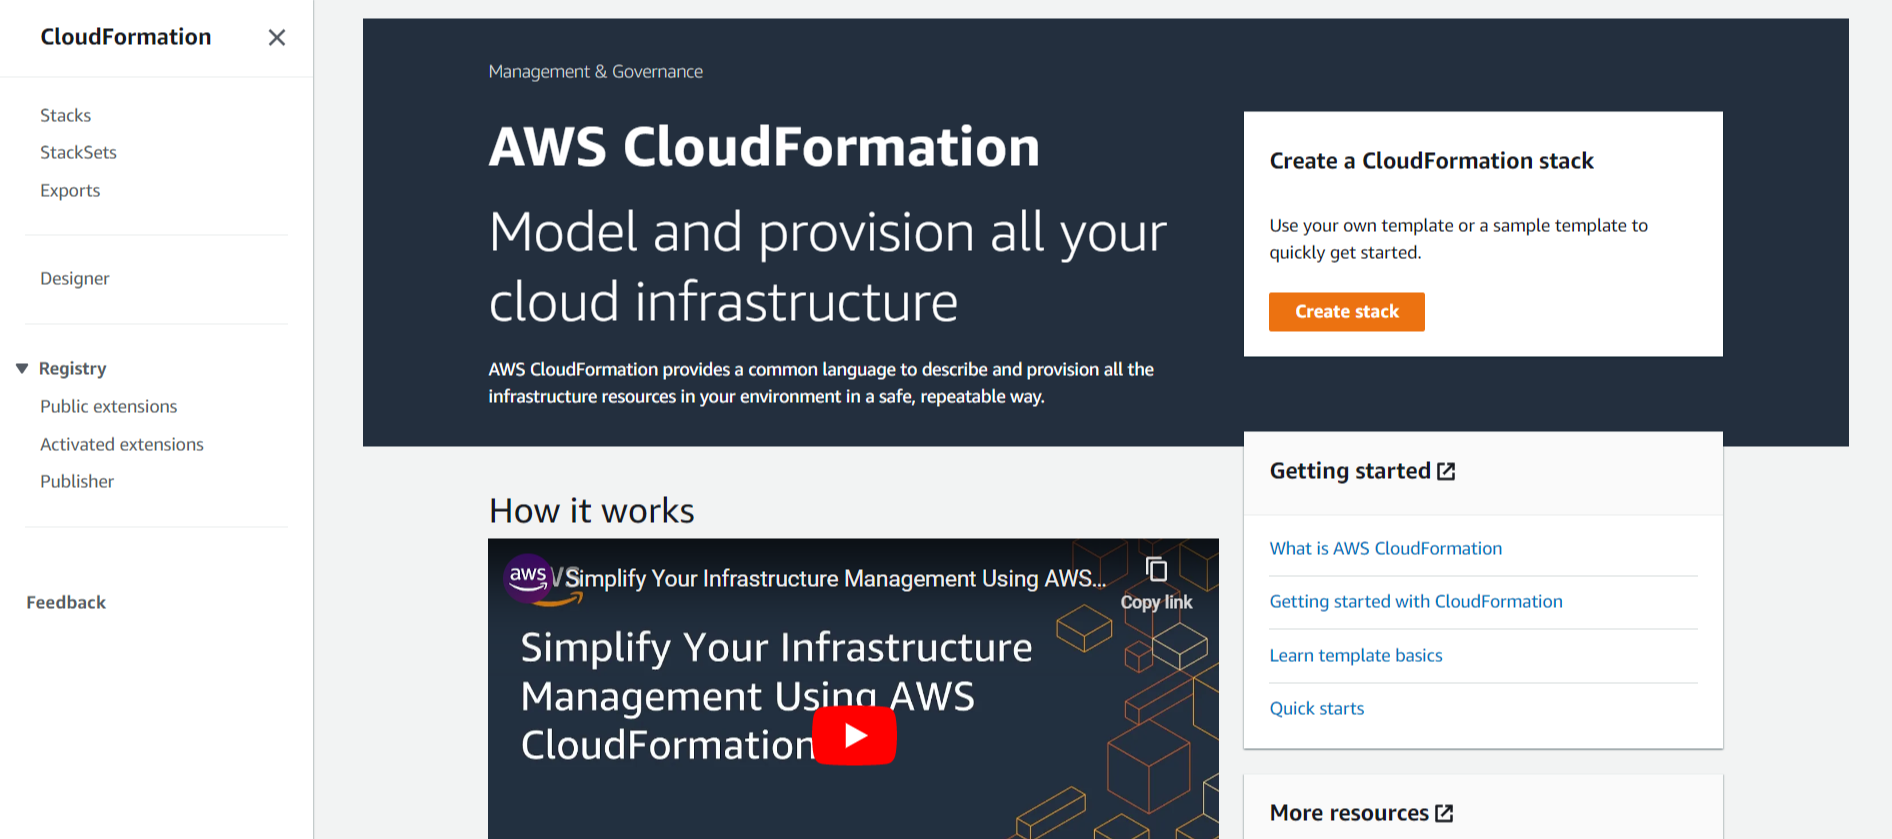 CloudFormation
Stacks
StackSets
Exports
Designer
Registry
Public extensions
Activated extensions
Publisher
Feedback
Management & Governance
AWS CloudFormation
Model and provision all your
cloud infrastructure
AWS CloudFormation provides a common language to describe and provision all the
infrastructure resources in your environment in a safe, repeatable way.
Create a CloudFormation stack
Use your own template or a sample template to
quickly get started.
Create stack
How it works
aws
Simplify Your Infrastructure Management Using AWS...
Copy link
Simplify Your Infrastructure
Management Using AWS
CloudFormation
Getting started
What is AWS CloudFormation
Getting started with CloudFormation
Learn template basics
Quick starts
More resources